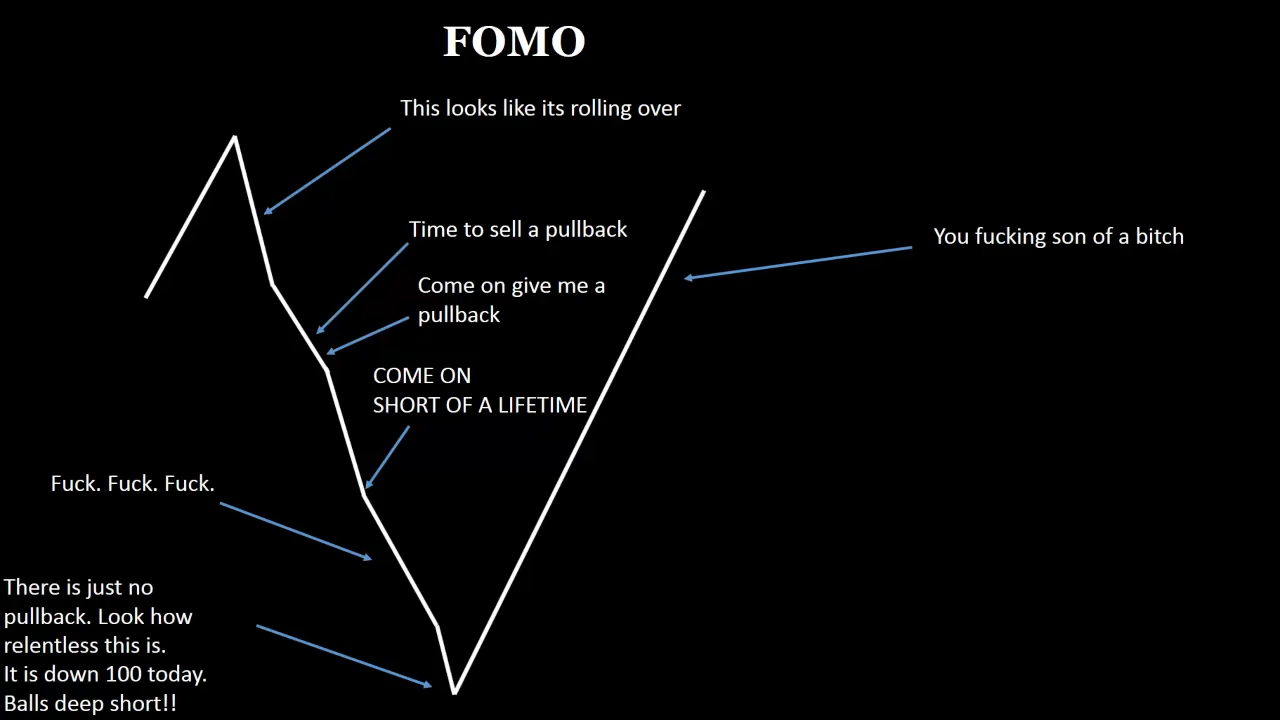 FOMO
This looks like its rolling over
Time to sell a pullback
You fucking son of a bitch
Come on give me a
pullback
COME ON
SHORT OF A LIFETIME
Fuck. Fuck. Fuck.
There is just no
pullback. Look how
relentless this is.
It is down 100 today.
Balls deep short!!